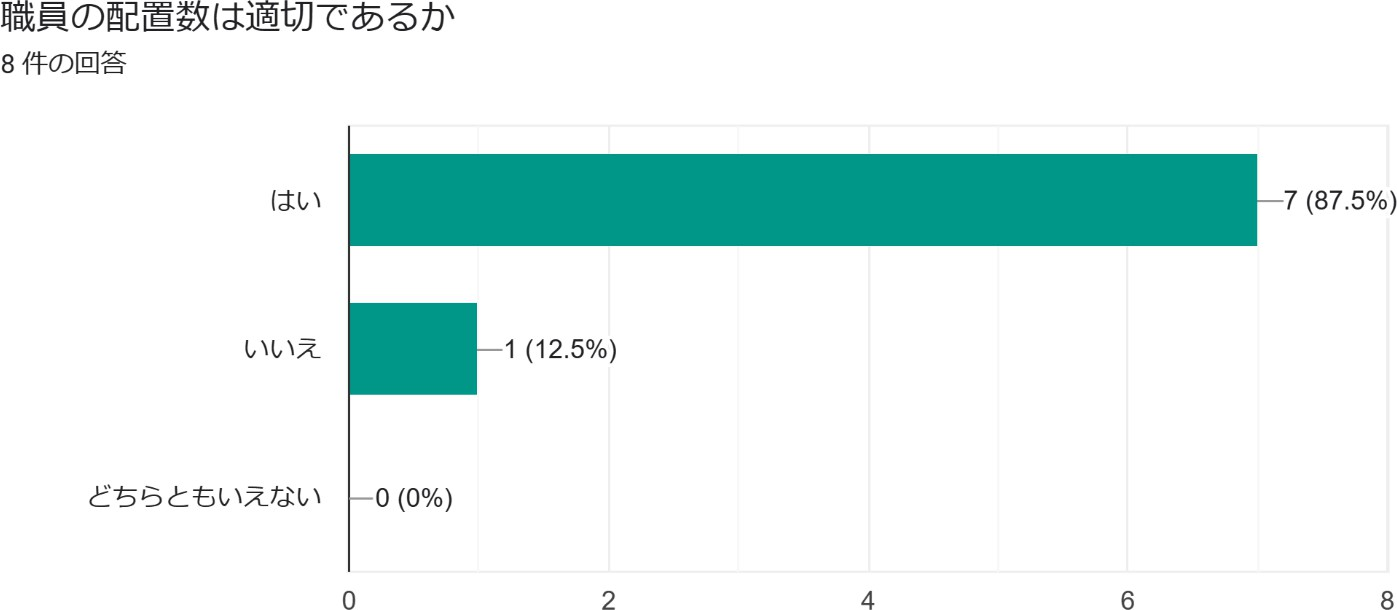 職員の配置数は適切であるか
8 件の回答
はい
7 (87.5%)
いいえ
1 (12.5%)
どちらともいえない
0 (0%)
0 2 4 6 8